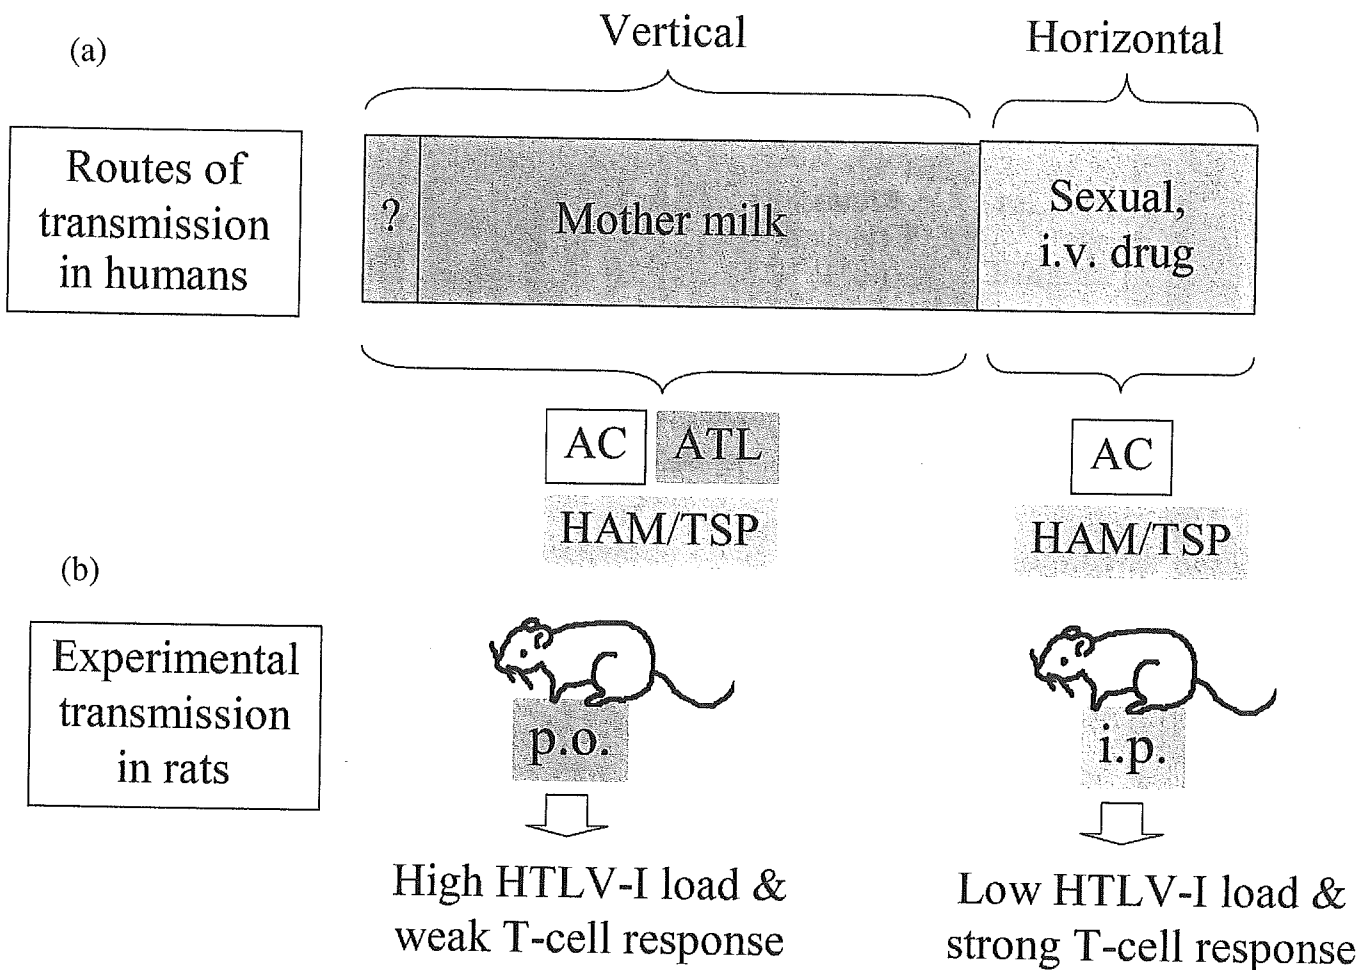 (a)
Vertical
Horizontal
Routes of
transmission
in humans
?
Mother milk
Sexual,
i.v. drug
AC
ATL
HAM/TSP
AC
HAM/TSP
(b)
Experimental
transmission
in rats
p.o.
i.p.
High HTLV-I load &
weak T-cell response
Low HTLV-I load &
strong T-cell response